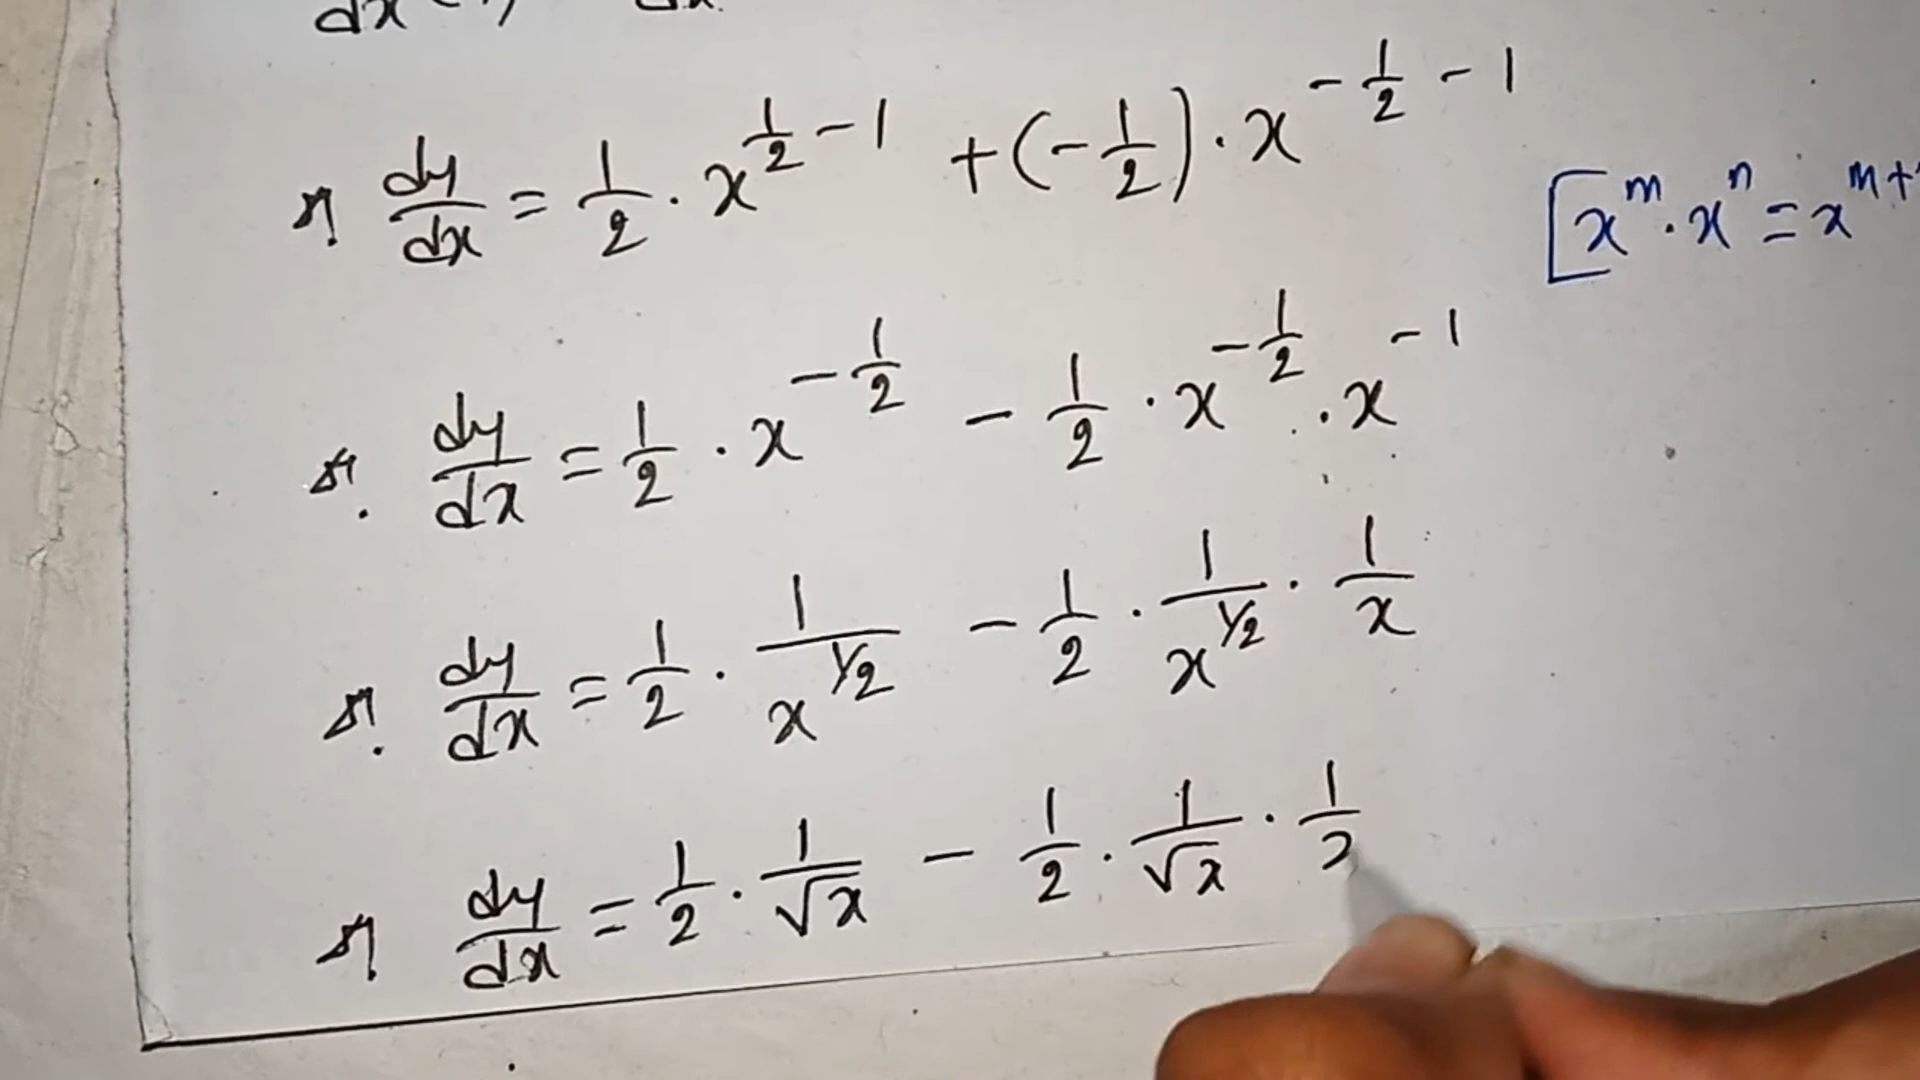 dy/dx = 1/2 · x^(1/2 − 1) + (−1/2) · x^(−1/2 − 1)
[x^m · x^n = x^(m+
dy/dx = 1/2 · x^(−1/2) − 1/2 · x^(−1/2) · x^(−1)
dy/dx = 1/2 · 1/x^(1/2) − 1/2 · 1/x^(1/2) · 1/x
dy/dx = 1/2 · 1/√x − 1/2 · 1/√x · 1/